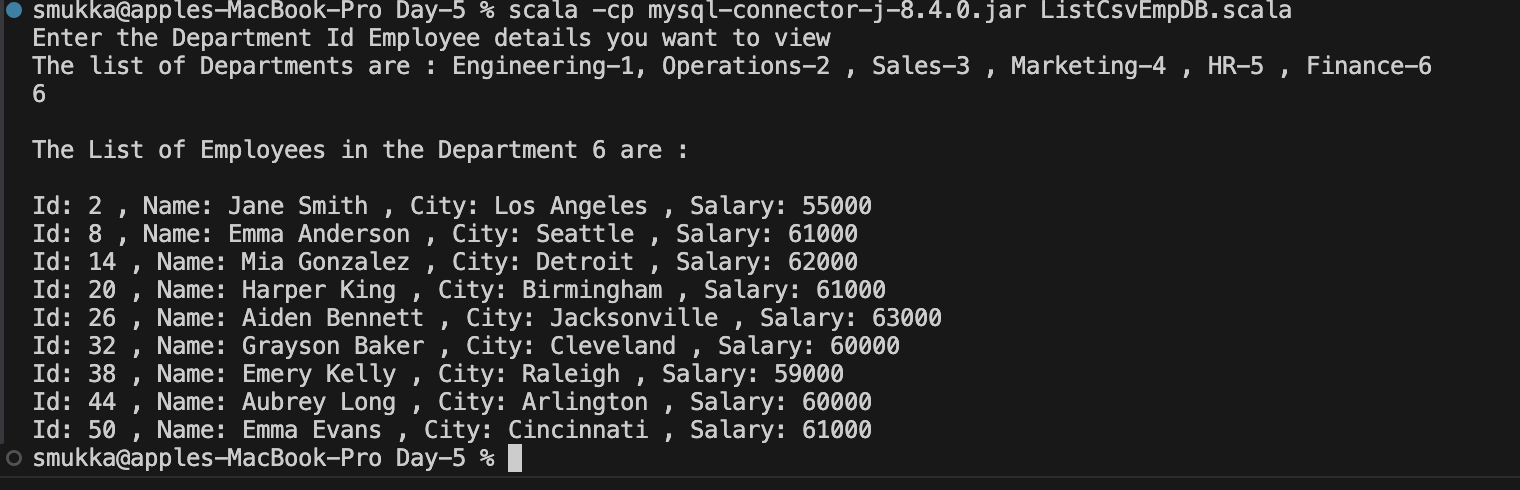 smukka@apples-MacBook-Pro Day-5 % scala -cp mysql-connector-j-8.4.0.jar ListCsvEmpDB.scala
Enter the Department Id Employee details you want to view
The list of Departments are : Engineering-1, Operations-2 , Sales-3 , Marketing-4 , HR-5 , Finance-6
6
The List of Employees in the Department 6 are :
Id: 2 , Name: Jane Smith , City: Los Angeles , Salary: 55000
Id: 8 , Name: Emma Anderson , City: Seattle , Salary: 61000
Id: 14 , Name: Mia Gonzalez , City: Detroit , Salary: 62000
Id: 20 , Name: Harper King , City: Birmingham , Salary: 61000
Id: 26 , Name: Aiden Bennett , City: Jacksonville , Salary: 63000
Id: 32 , Name: Grayson Baker , City: Cleveland , Salary: 60000
Id: 38 , Name: Emery Kelly , City: Raleigh , Salary: 59000
Id: 44 , Name: Aubrey Long , City: Arlington , Salary: 60000
Id: 50 , Name: Emma Evans , City: Cincinnati , Salary: 61000
smukka@apples-MacBook-Pro Day-5 %